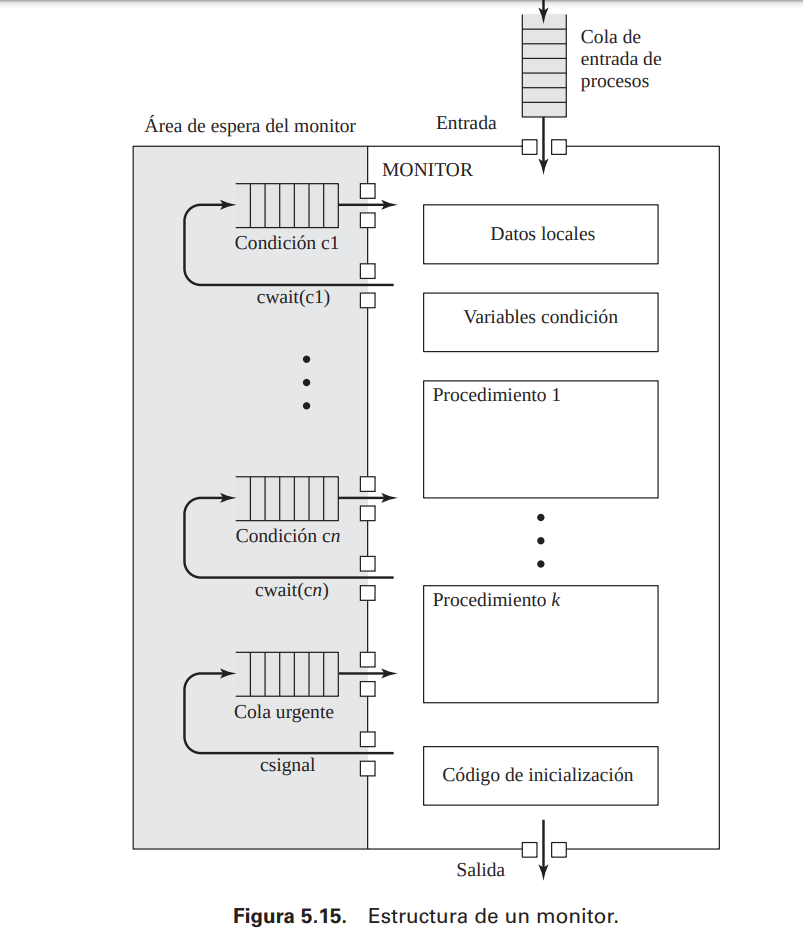 Cola de
entrada de
procesos
Área de espera del monitor
Entrada
MONITOR
Condición c1
Datos locales
cwait(c1)
Variables condición
Procedimiento 1
Condición cn
cwait(cn)
Procedimiento k
Cola urgente
csignal
Código de inicialización
Salida
Figura 5.15. Estructura de un monitor.